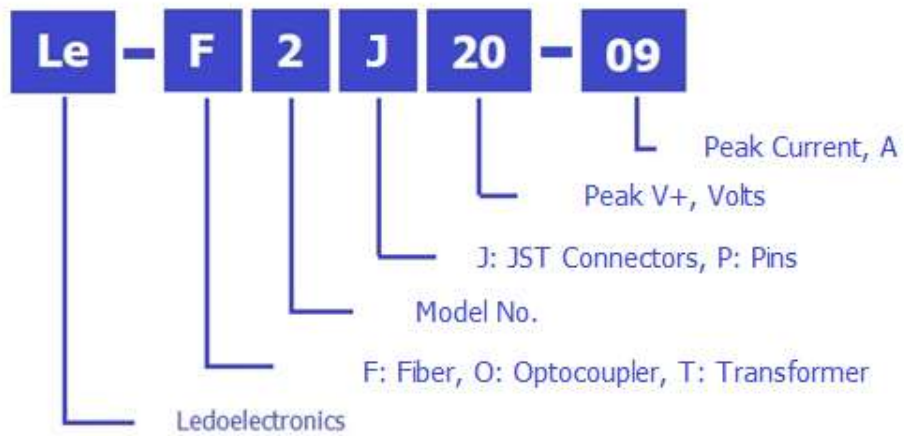 Le - F 2 J 20 - 09
Peak Current, A
Peak V+, Volts
J: JST Connectors, P: Pins
Model No.
F: Fiber, O: Optocoupler, T: Transformer
Ledoelectronics